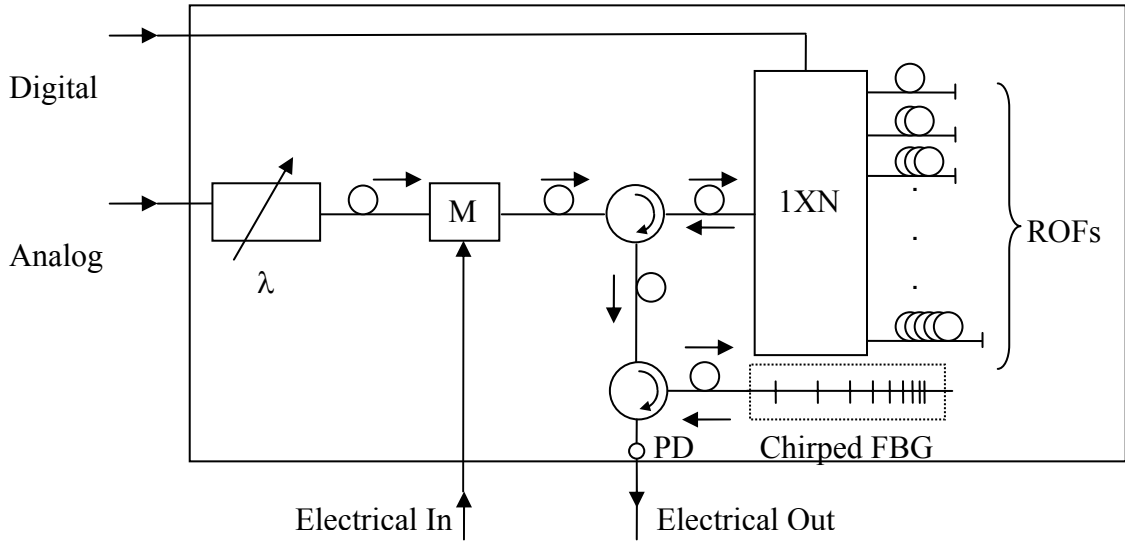 Digital
Analog
λ
M
1XN
ROFs
PD
Chirped FBG
Electrical In
Electrical Out